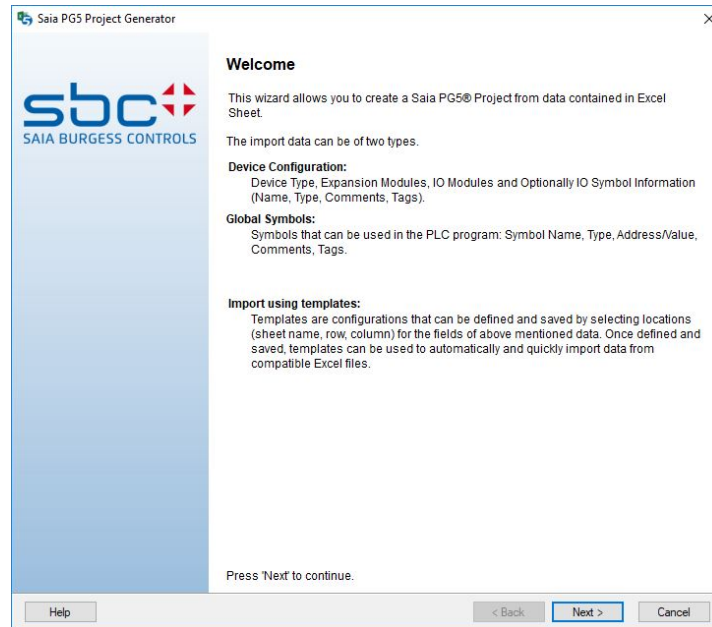 Saia PG5 Project Generator
sbc
SAIA BURGESS CONTROLS
Welcome
This wizard allows you to create a Saia PG5® Project from data contained in Excel
Sheet.
The import data can be of two types.
Device Configuration:
Device Type, Expansion Modules, IO Modules and Optionally IO Symbol Information
(Name, Type, Comments, Tags).
Global Symbols:
Symbols that can be used in the PLC program: Symbol Name, Type, Address/Value,
Comments, Tags.
Import using templates:
Templates are configurations that can be defined and saved by selecting locations
(sheet name, row, column) for the fields of above mentioned data. Once defined and
saved, templates can be used to automatically and quickly import data from
compatible Excel files.
Press 'Next' to continue.
Help
< Back
Next >
Cancel